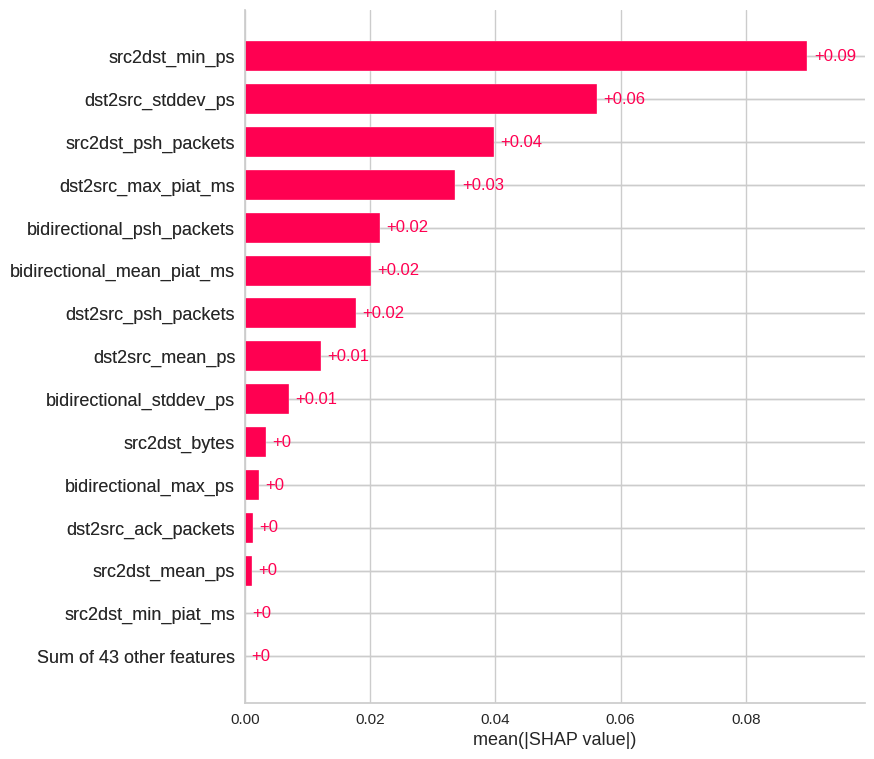 src2dst_min_ps +0.09
dst2src_stddev_ps +0.06
src2dst_psh_packets +0.04
dst2src_max_piat_ms +0.03
bidirectional_psh_packets +0.02
bidirectional_mean_piat_ms +0.02
dst2src_psh_packets +0.02
dst2src_mean_ps +0.01
bidirectional_stddev_ps +0.01
src2dst_bytes +0
bidirectional_max_ps +0
dst2src_ack_packets +0
src2dst_mean_ps +0
src2dst_min_piat_ms +0
Sum of 43 other features +0
0.00 0.02 0.04 0.06 0.08
mean(|SHAP value|)